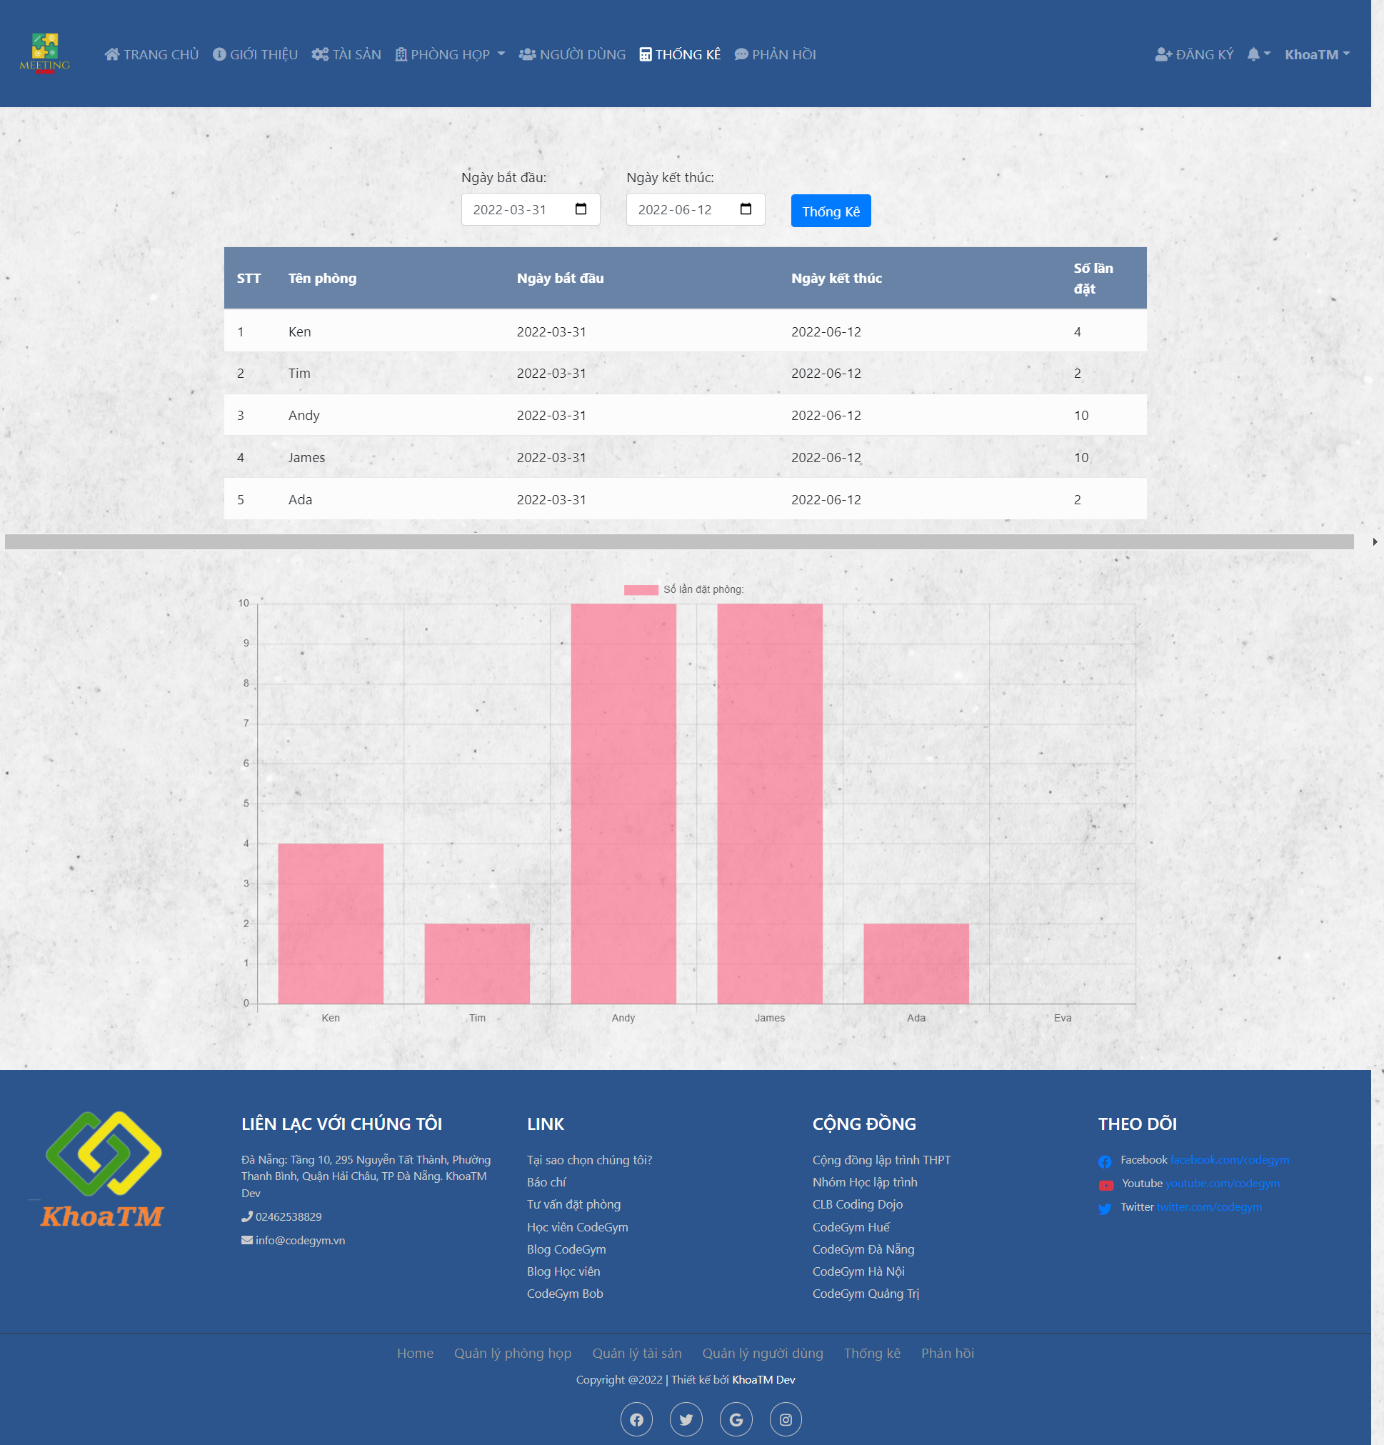 MEETING
TRANG CHỦ GIỚI THIỆU TÀI SẢN PHÒNG HỌP NGƯỜI DÙNG THỐNG KÊ PHẢN HỒI ĐĂNG KÝ KhoaTM
Ngày bắt đầu: Ngày kết thúc:
2022-03-31 2022-06-12 Thống Kê
STT Tên phòng Ngày bắt đầu Ngày kết thúc Số lần đặt
1 Ken 2022-03-31 2022-06-12 4
2 Tim 2022-03-31 2022-06-12 2
3 Andy 2022-03-31 2022-06-12 10
4 James 2022-03-31 2022-06-12 10
5 Ada 2022-03-31 2022-06-12 2
Số lần đặt phòng:
10
9
8
7
6
5
4
3
2
1
0
Ken Tim Andy James Ada Eva
KhoaTM
LIÊN LẠC VỚI CHÚNG TÔI
Đà Nẵng: Tầng 10, 295 Nguyễn Tất Thành, Phường
Thanh Bình, Quận Hải Châu, TP Đà Nẵng. KhoaTM
Dev
02462538829
info@codegym.vn
LINK
Tại sao chọn chúng tôi?
Báo chí
Tư vấn đặt phòng
Học viên CodeGym
Blog CodeGym
Blog Học viên
CodeGym Bob
CỘNG ĐỒNG
Cộng đồng lập trình THPT
Nhóm Học lập trình
CLB Coding Dojo
CodeGym Huế
CodeGym Đà Nẵng
CodeGym Hà Nội
CodeGym Quảng Trị
THEO DÕI
Facebook facebook.com/codegym
Youtube youtube.com/codegym
Twitter twitter.com/codegym
Home Quản lý phòng họp Quản lý tài sản Quản lý người dùng Thống kê Phản hồi
Copyright @2022 | Thiết kế bởi KhoaTM Dev